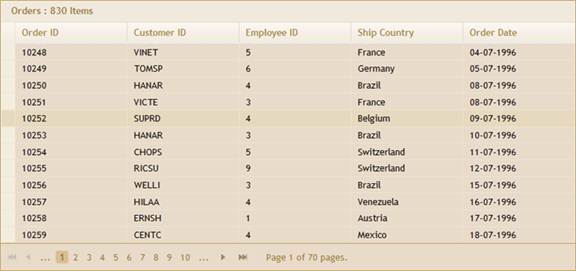 Orders : 830 Items
Order ID Customer ID Employee ID Ship Country Order Date
10248 VINET 5 France 04-07-1996
10249 TOMSP 6 Germany 05-07-1996
10250 HANAR 4 Brazil 08-07-1996
10251 VICTE 3 France 08-07-1996
10252 SUPRD 4 Belgium 09-07-1996
10253 HANAR 3 Brazil 10-07-1996
10254 CHOPS 5 Switzerland 11-07-1996
10255 RICSU 9 Switzerland 12-07-1996
10256 WELLI 3 Brazil 15-07-1996
10257 HILAA 4 Venezuela 16-07-1996
10258 ERNSH 1 Austria 17-07-1996
10259 CENTC 4 Mexico 18-07-1996
... 1 2 3 4 5 6 7 8 9 10 ... Page 1 of 70 pages.